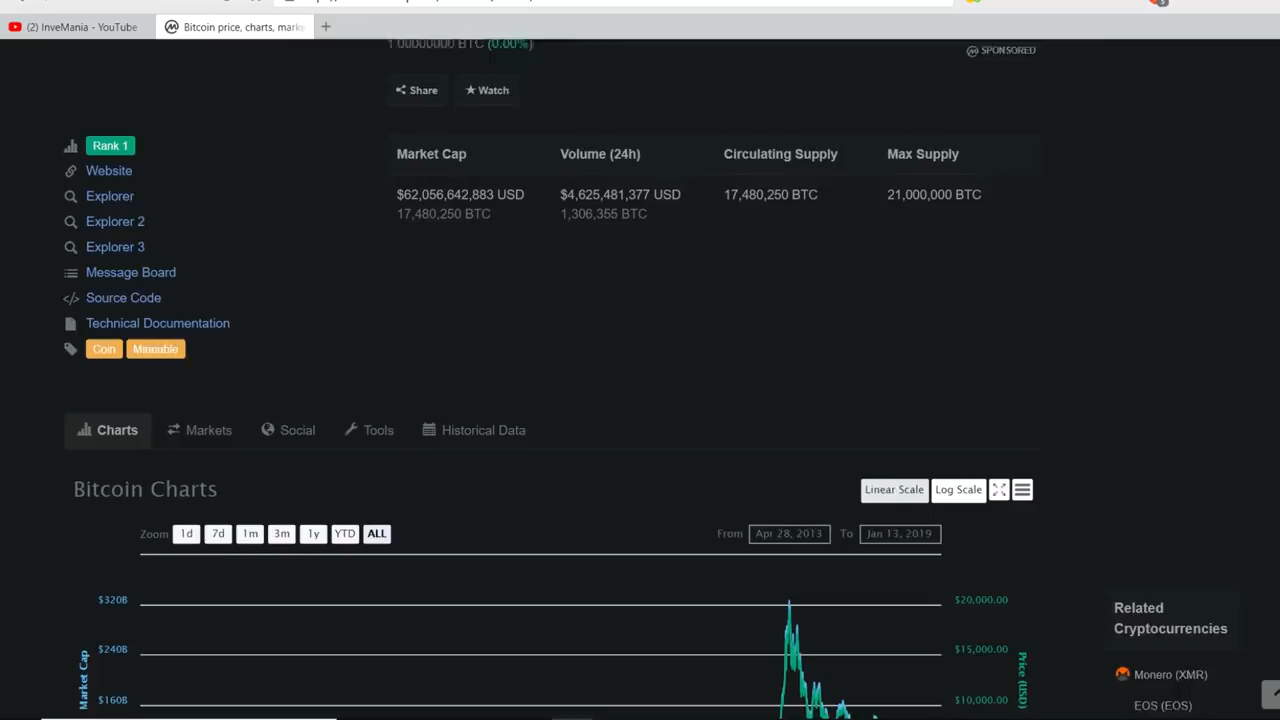 (2) InveMania - YouTube
Bitcoin price, charts, marke
5
1.00000000 BTC (0.00%)
SPONSORED
Share
Watch
Rank 1
Website
Explorer
Explorer 2
Explorer 3
Message Board
Source Code
Technical Documentation
Coin Mineable
Market Cap Volume (24h) Circulating Supply Max Supply
$62,056,642,883 USD $4,625,481,377 USD 17,480,250 BTC 21,000,000 BTC
17,480,250 BTC 1,306,355 BTC
Charts Markets Social Tools Historical Data
Bitcoin Charts
Linear Scale Log Scale
Zoom 1d 7d 1m 3m 1y YTD ALL
From Apr 28, 2013 To Jan 13, 2019
$320B $20,000.00
$240B $15,000.00
$160B $10,000.00
Market Cap
Price (USD)
Related
Cryptocurrencies
Monero (XMR)
EOS (EOS)